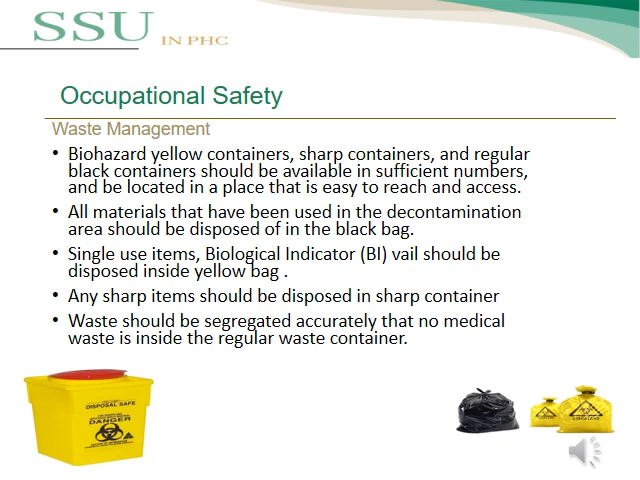 SSU IN PHC
Occupational Safety
Waste Management
• Biohazard yellow containers, sharp containers, and regular
black containers should be available in sufficient numbers,
and be located in a place that is easy to reach and access.
• All materials that have been used in the decontamination
area should be disposed of in the black bag.
• Single use items, Biological Indicator (BI) vail should be
disposed inside yellow bag .
• Any sharp items should be disposed in sharp container
• Waste should be segregated accurately that no medical
waste is inside the regular waste container.
DISPOSAL SAFE
DANGER
BIOHAZARD